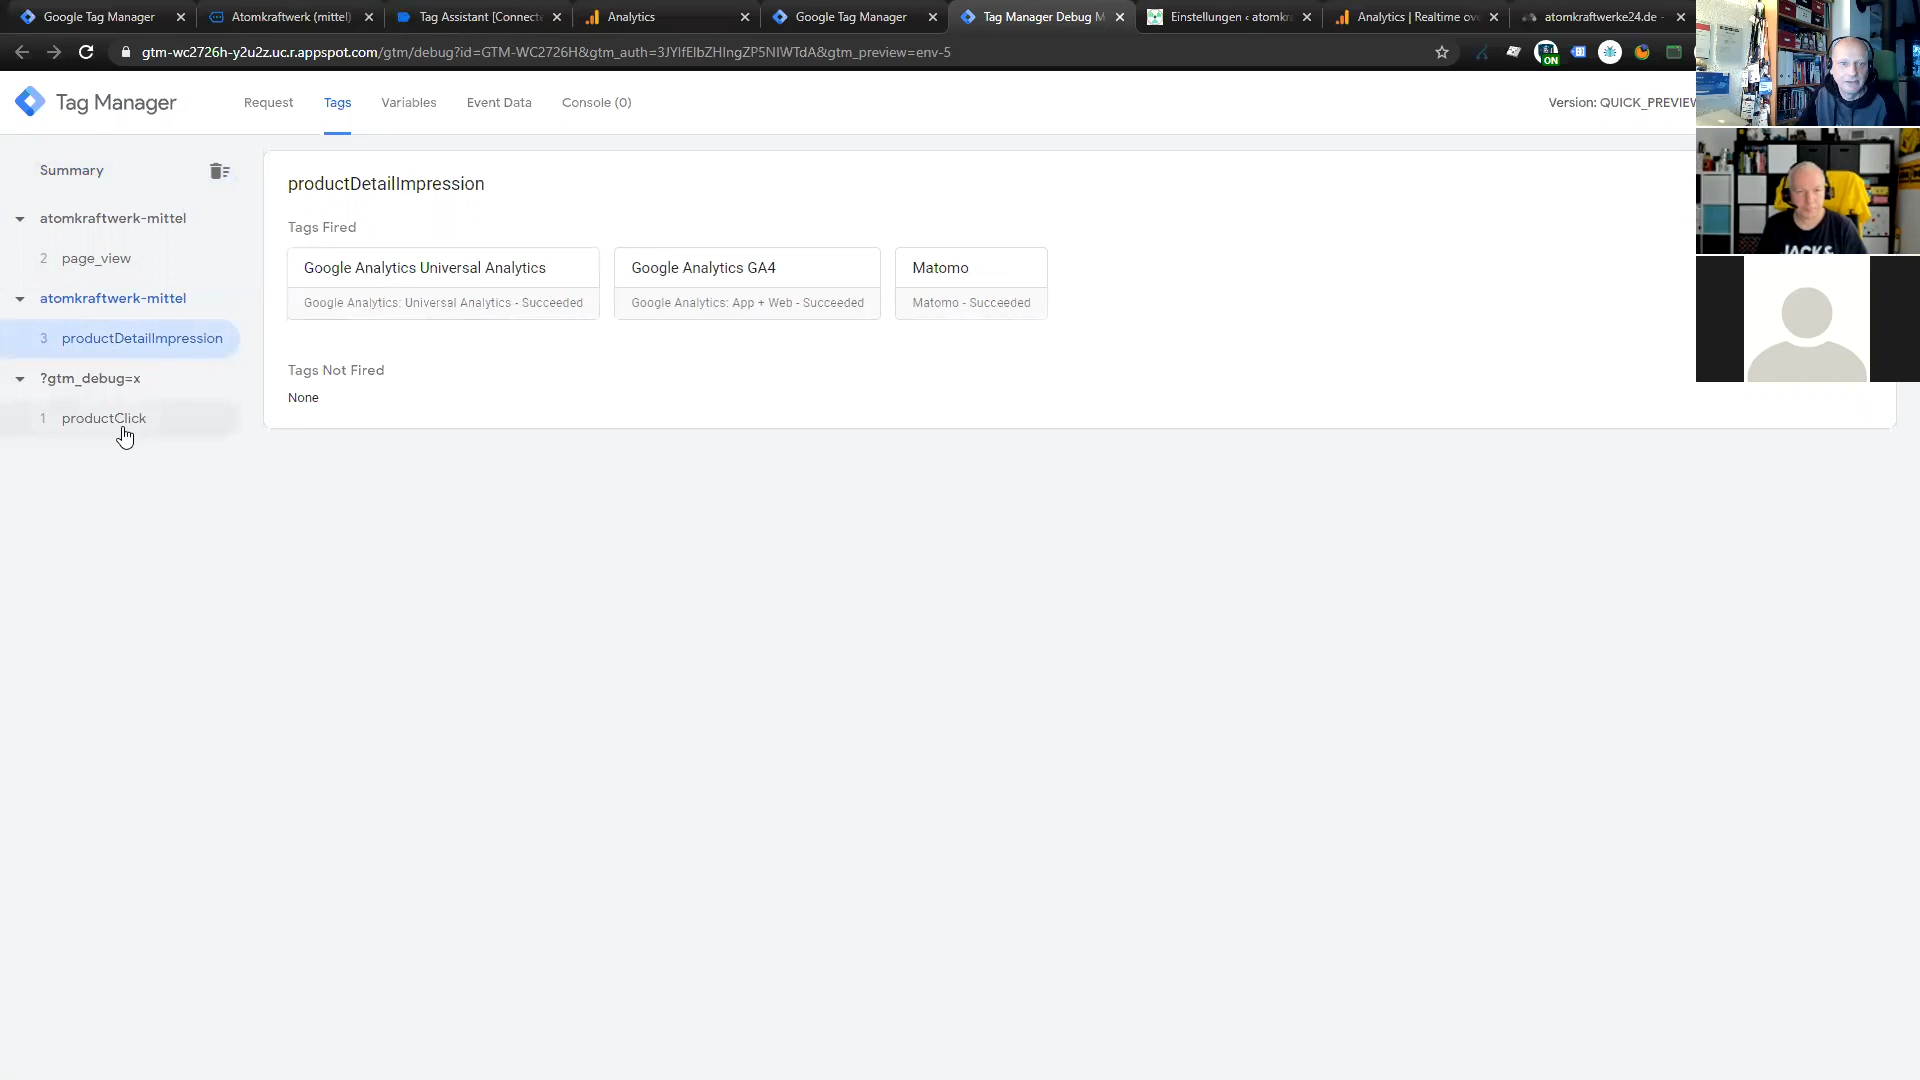 Google Tag Manager
Atomkraftwerk (mittel)
Tag Assistant [Connecte
Analytics
Google Tag Manager
Tag Manager Debug M
Einstellungen ‹ atomkr
Analytics | Realtime ov
atomkraftwerke24.de -
gtm-wc2726h-y2u2z.uc.r.appspot.com/gtm/debug?id=GTM-WC2726H&gtm_auth=3JYlfElbZHlngZP5NIWTdA&gtm_preview=env-5
ON
Tag Manager
Request
Tags
Variables
Event Data
Console (0)
Version: QUICK_PREVIEW
Summary
atomkraftwerk-mittel
2 page_view
atomkraftwerk-mittel
3 productDetailImpression
?gtm_debug=x
1 productClick
productDetailImpression
Tags Fired
Google Analytics Universal Analytics
Google Analytics: Universal Analytics - Succeeded
Google Analytics GA4
Google Analytics: App + Web - Succeeded
Matomo
Matomo - Succeeded
Tags Not Fired
None
JACK&